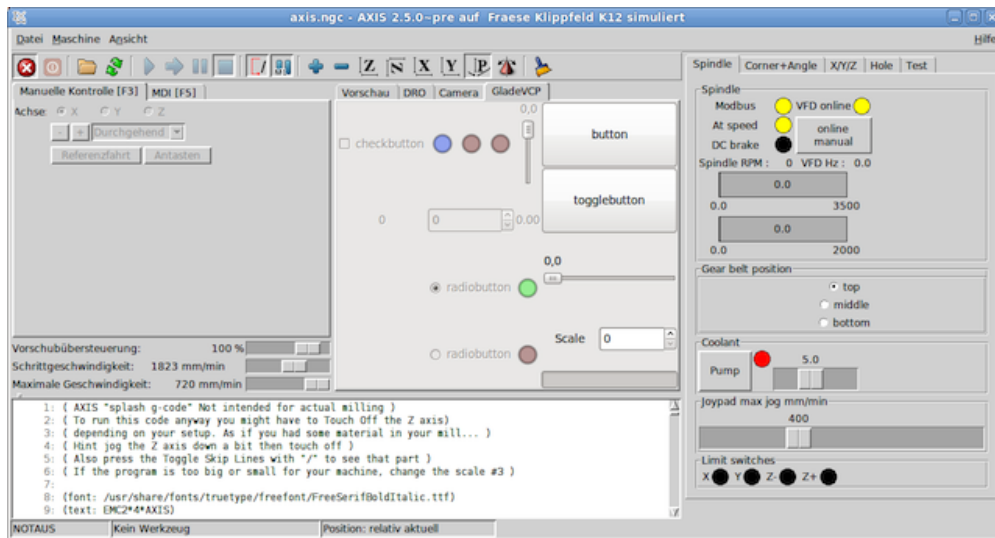 axis.ngc - AXIS 2.5.0~pre auf Fraese Klippfeld K12 simuliert
Datei Maschine Ansicht
Hilfe
Z N X Y P
Manuelle Kontrolle [F3] MDI [F5]
Achse: X Y Z
- + Durchgehend
Referenzfahrt Antasten
Vorschubübersteuerung: 100 %
Schrittgeschwindigkeit: 1823 mm/min
Maximale Geschwindigkeit: 720 mm/min
Vorschau DRO Camera GladeVCP
0,0
checkbutton
button
togglebutton
0 0 0.00
0,0
radiobutton
Scale 0
radiobutton
Spindle Corner+Angle X/Y/Z Hole Test
Spindle
Modbus VFD online
At speed
DC brake
online
manual
Spindle RPM : 0 VFD Hz : 0.0
0.0
0.0 3500
0.0
0.0 2000
Gear belt position
top
middle
bottom
Coolant
Pump 5.0
Joypad max jog mm/min
400
Limit switches
X Y Z- Z+
1: ( AXIS "splash g-code" Not intended for actual milling )
2: ( To run this code anyway you might have to Touch Off the Z axis)
3: ( depending on your setup. As if you had some material in your mill... )
4: ( Hint jog the Z axis down a bit then touch off )
5: ( Also press the Toggle Skip Lines with "/" to see that part )
6: ( If the program is too big or small for your machine, change the scale #3 )
7:
8: (font: /usr/share/fonts/truetype/freefont/FreeSerifBoldItalic.ttf)
9: (text: EMC2*4*AXIS)
NOTAUS Kein Werkzeug Position: relativ aktuell